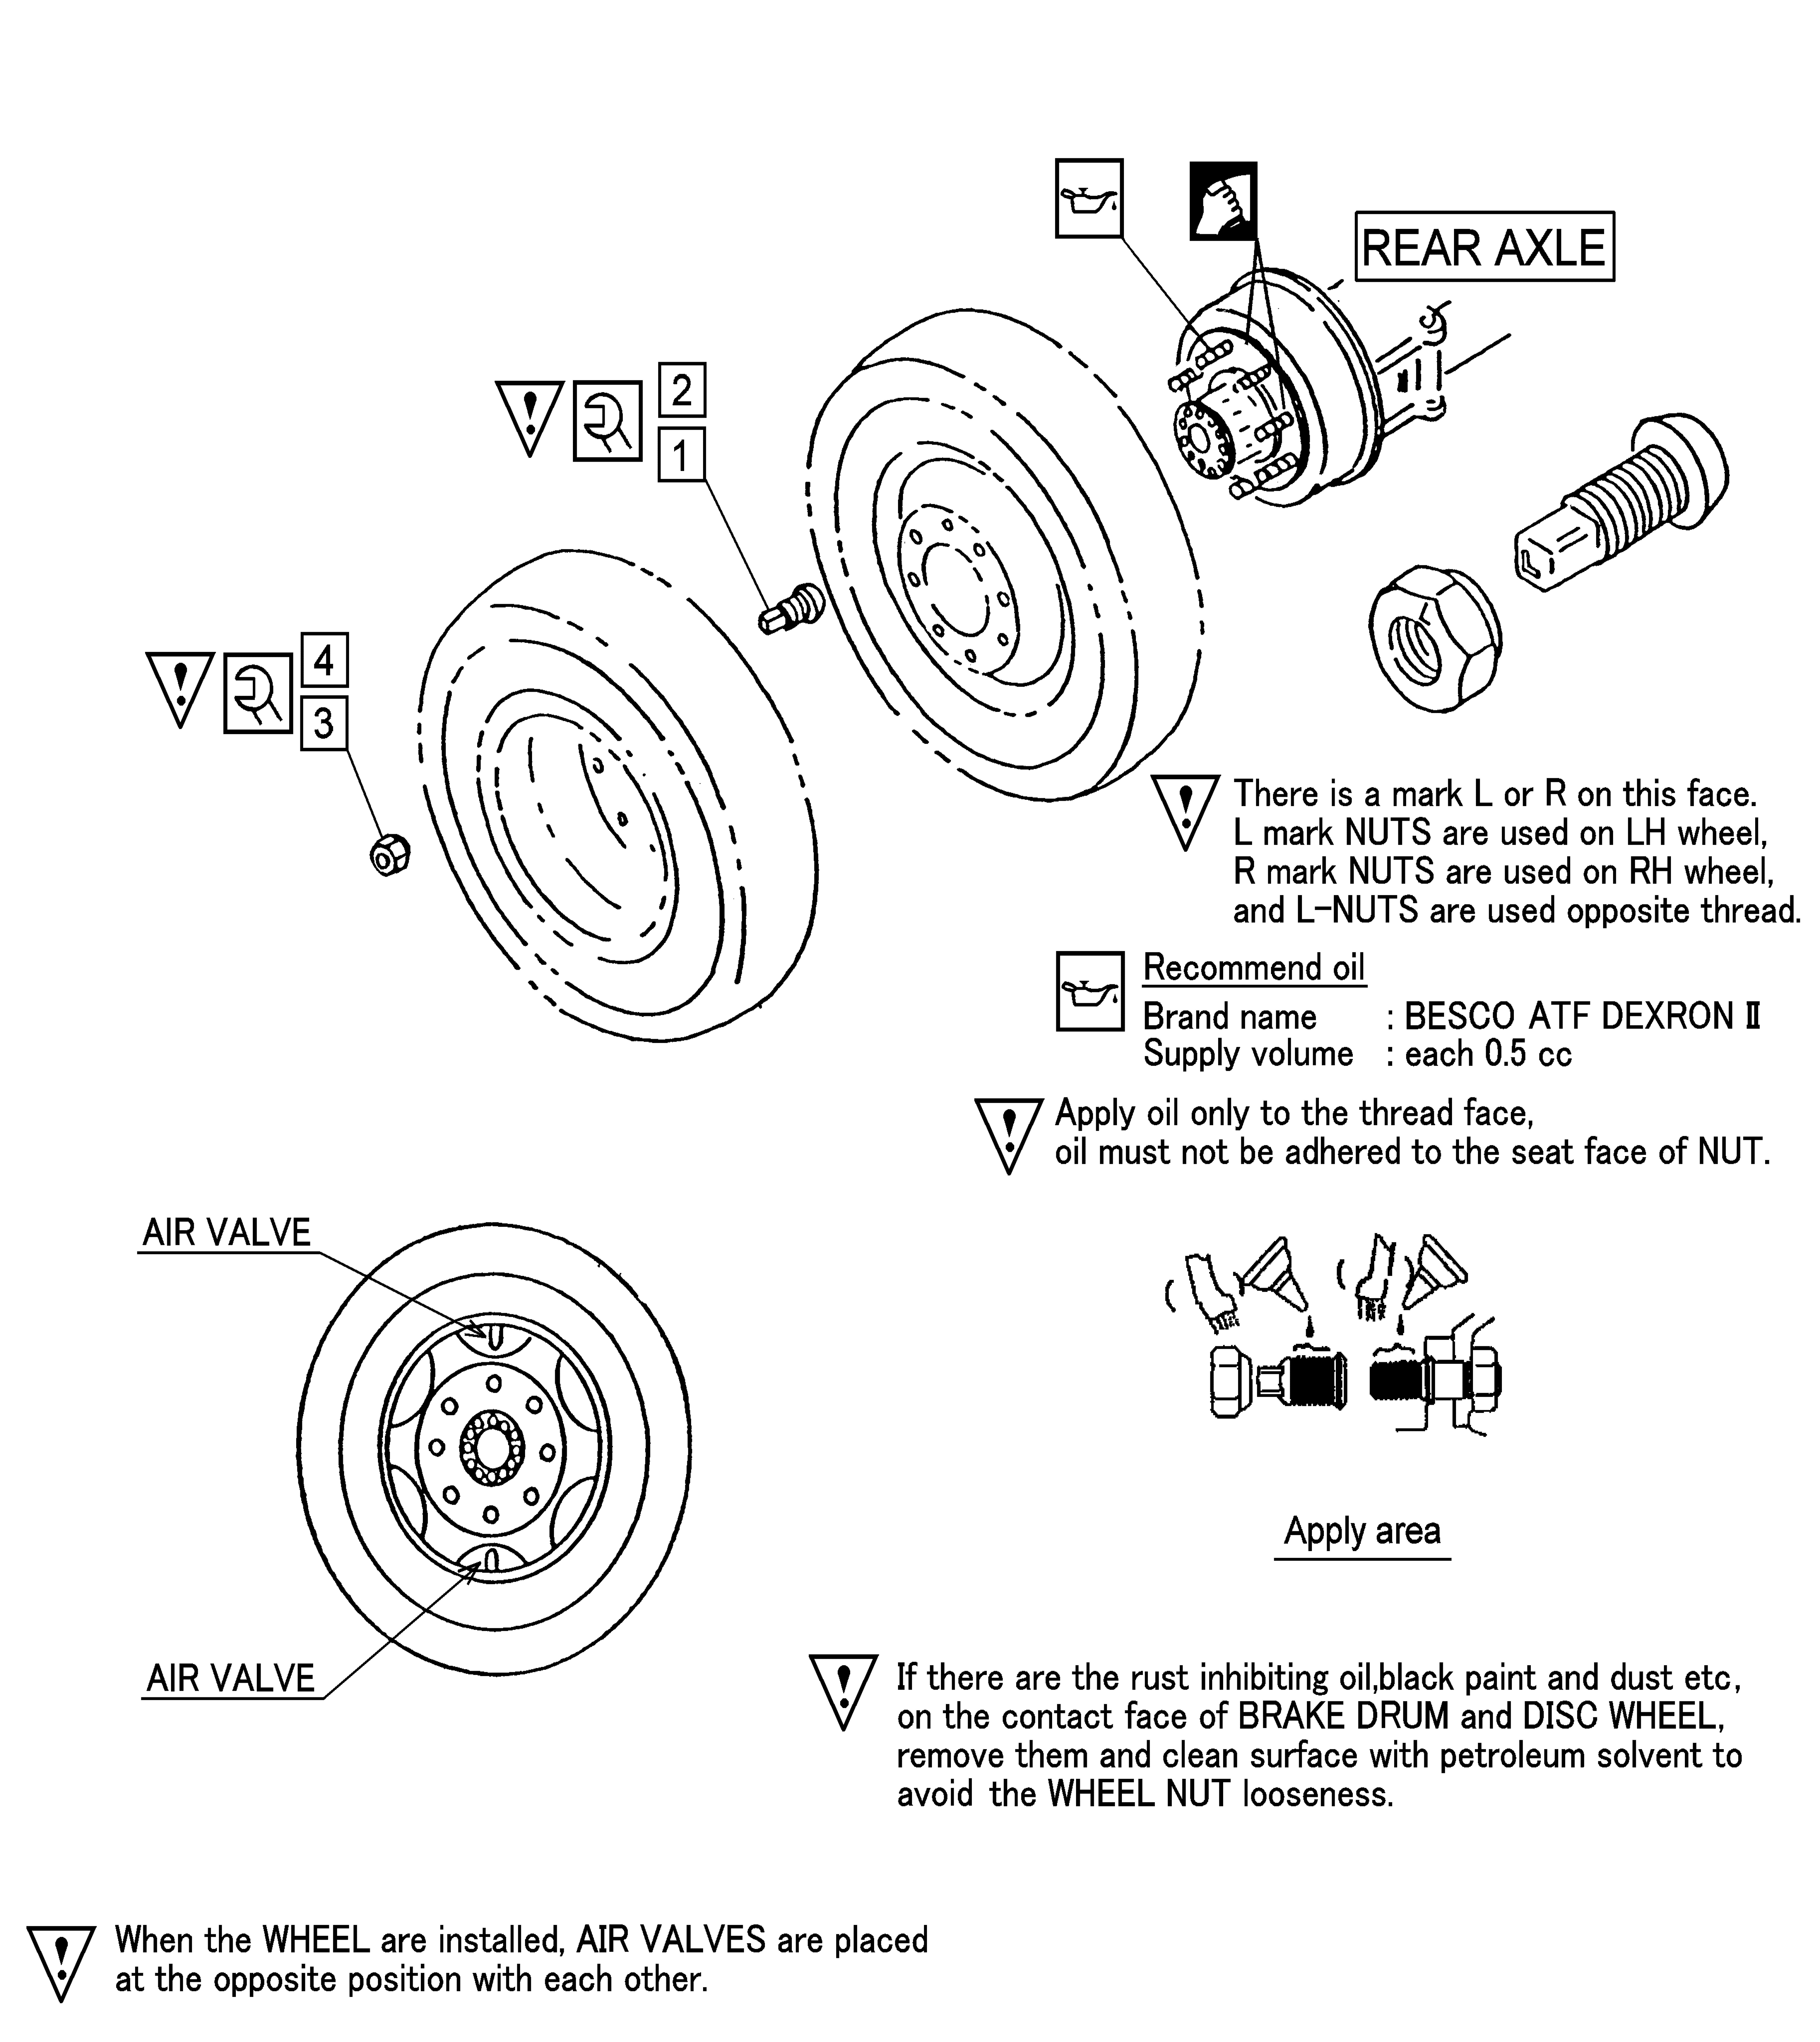 REAR AXLE
2
1
4
3
L
There is a mark L or R on this face.
L mark NUTS are used on LH wheel,
R mark NUTS are used on RH wheel,
and L-NUTS are used opposite thread.
Recommend oil
Brand name : BESCO ATF DEXRON II
Supply volume : each 0.5 cc
Apply oil only to the thread face,
oil must not be adhered to the seat face of NUT.
AIR VALVE
Apply area
AIR VALVE
If there are the rust inhibiting oil,black paint and dust etc,
on the contact face of BRAKE DRUM and DISC WHEEL,
remove them and clean surface with petroleum solvent to
avoid the WHEEL NUT looseness.
When the WHEEL are installed, AIR VALVES are placed
at the opposite position with each other.